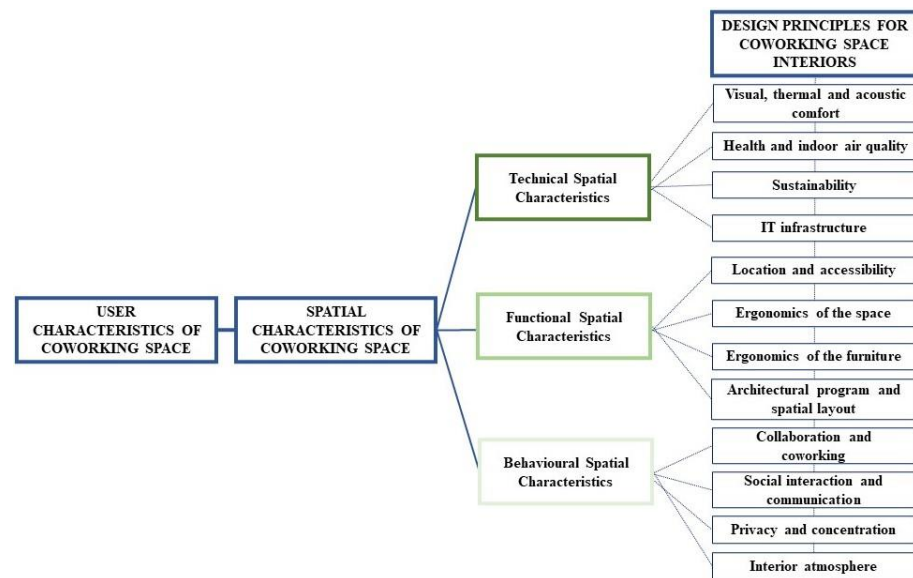 DESIGN PRINCIPLES FOR
COWORKING SPACE
INTERIORS
Visual, thermal and acoustic
comfort
Health and indoor air quality
Technical Spatial
Characteristics
Sustainability
IT infrastructure
Location and accessibility
USER
CHARACTERISTICS OF
COWORKING SPACE
SPATIAL
CHARACTERISTICS OF
COWORKING SPACE
Functional Spatial
Characteristics
Ergonomics of the space
Ergonomics of the furniture
Architectural program and
spatial layout
Collaboration and
coworking
Behavioural Spatial
Characteristics
Social interaction and
communication
Privacy and concentration
Interior atmosphere